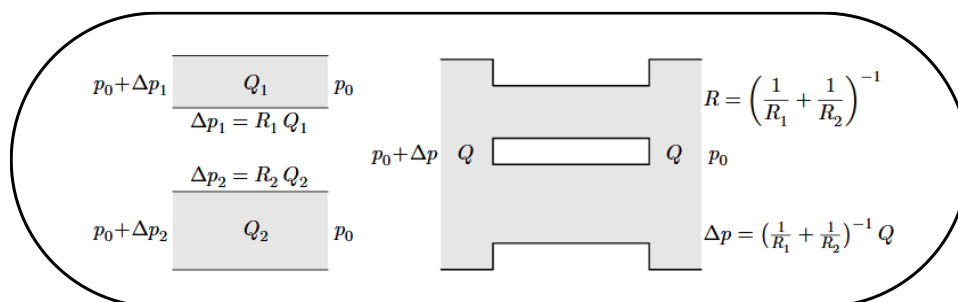 p₀+Δp₁ Q₁ p₀
Δp₁ = R₁ Q₁
Δp₂ = R₂ Q₂
p₀+Δp₂ Q₂ p₀
p₀+Δp Q Q p₀
R = (1/R₁ + 1/R₂)⁻¹
Δp = (1/R₁ + 1/R₂)⁻¹ Q